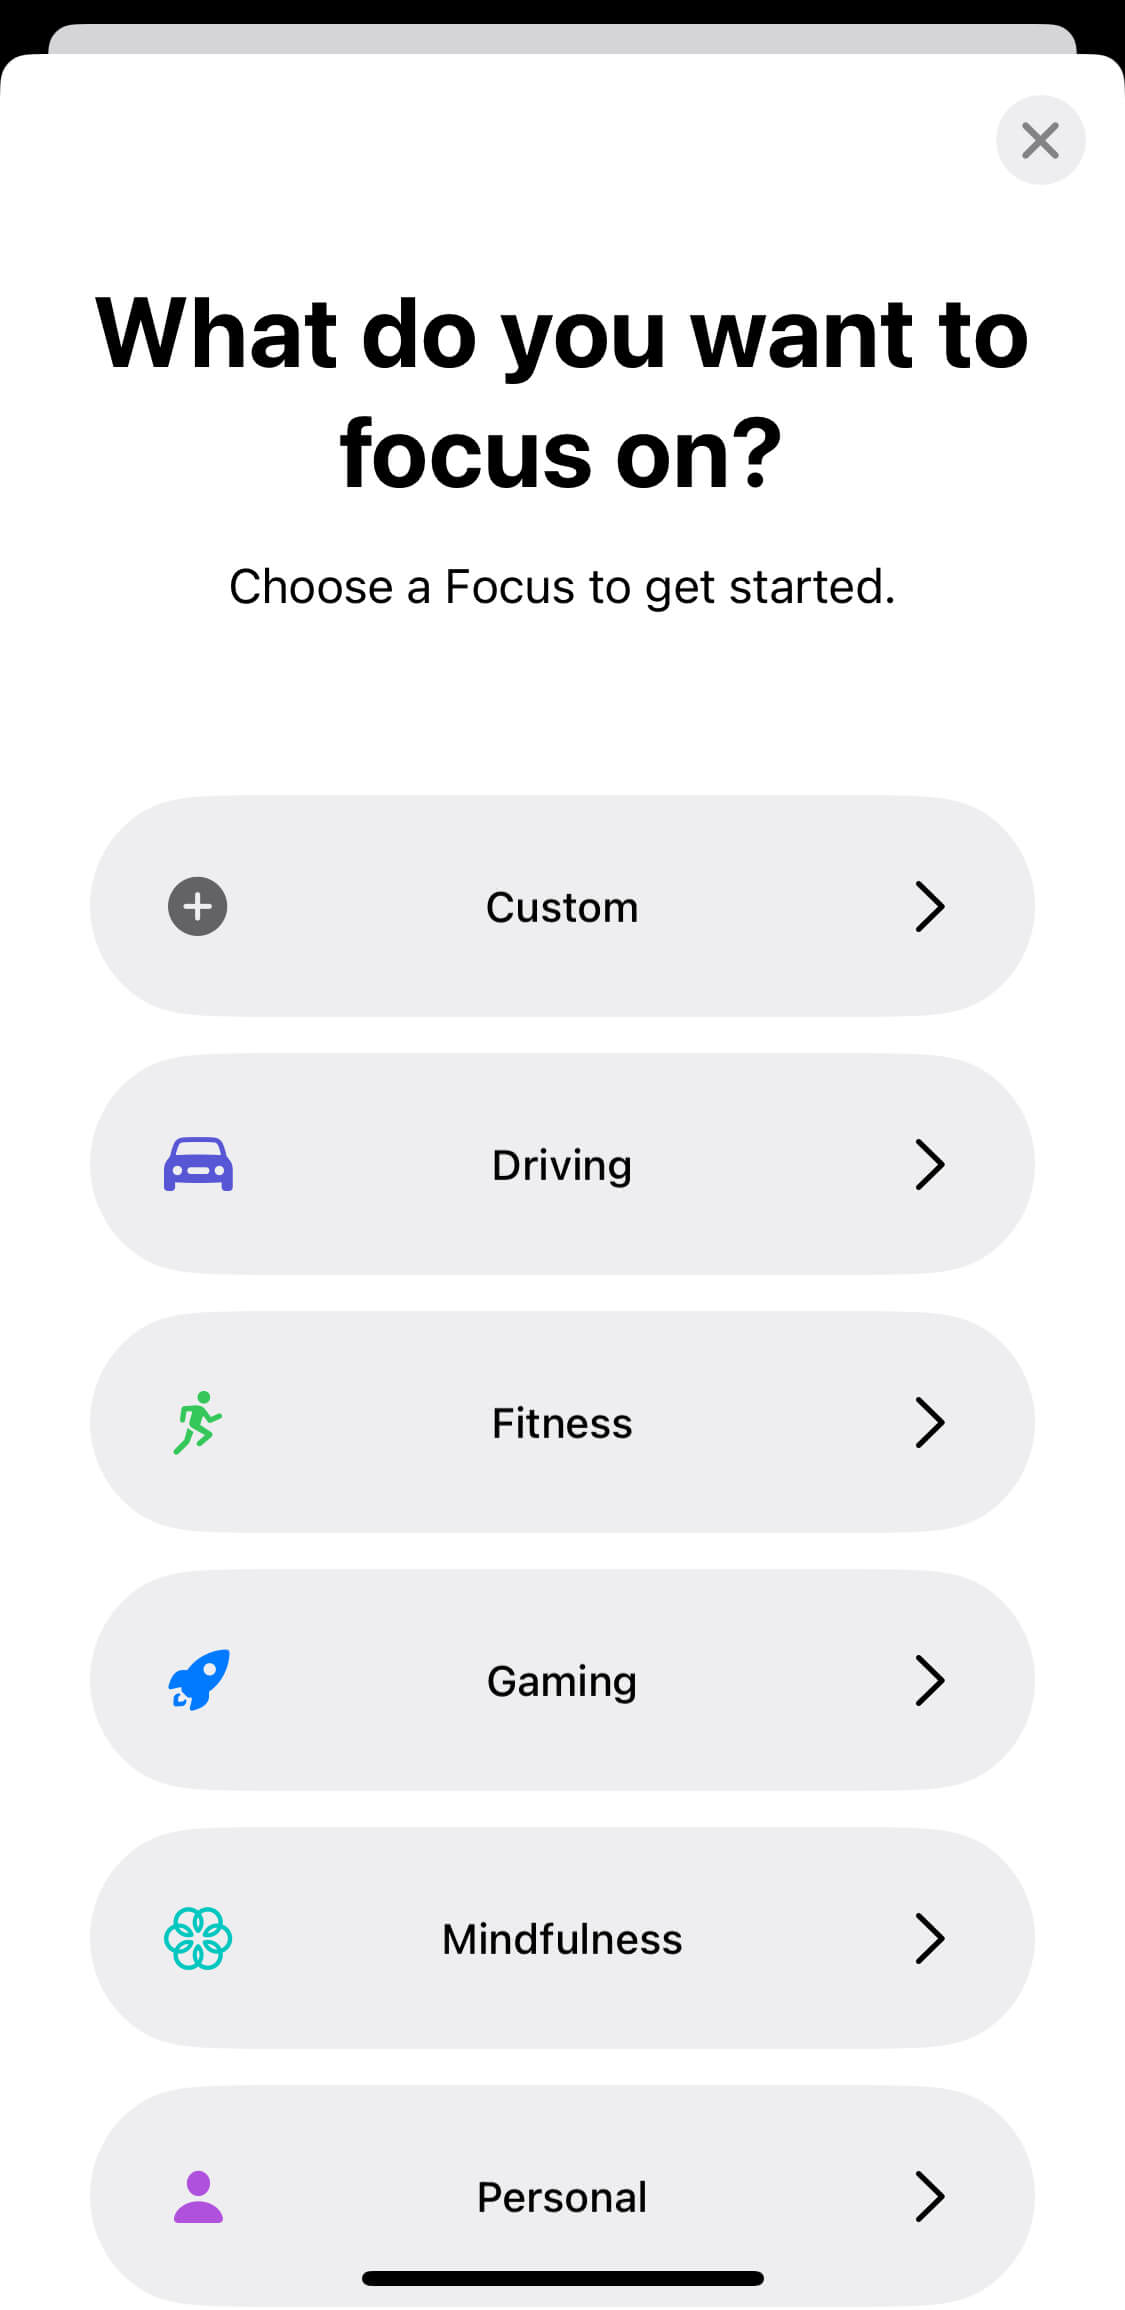 What do you want to
focus on?
Choose a Focus to get started.
Custom
Driving
Fitness
Gaming
Mindfulness
Personal